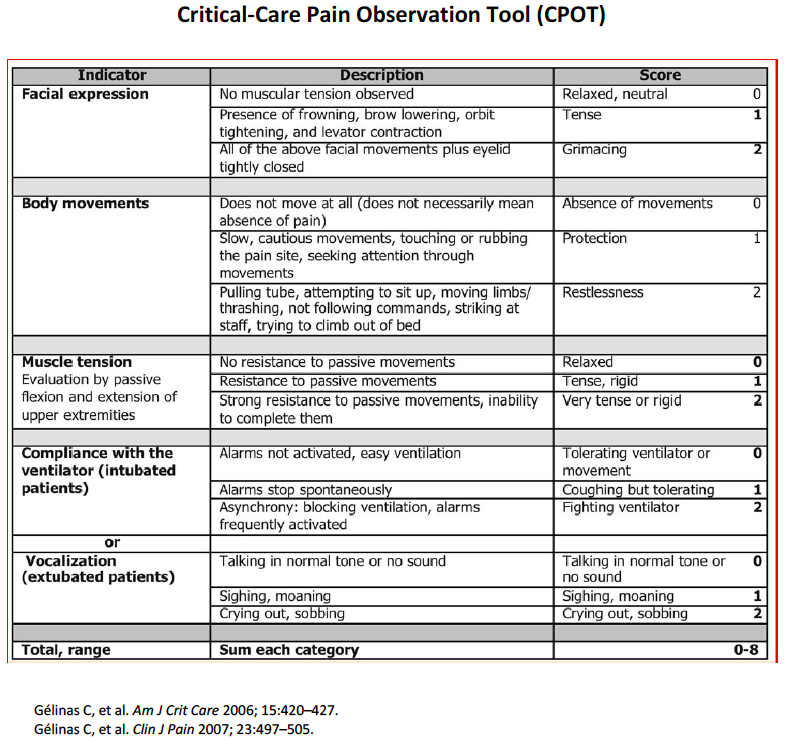 Critical-Care Pain Observation Tool (CPOT)
Indicator Description Score
Facial expression No muscular tension observed Relaxed, neutral 0
Presence of frowning, brow lowering, orbit Tense 1
tightening, and levator contraction
All of the above facial movements plus eyelid Grimacing 2
tightly closed
Body movements Does not move at all (does not necessarily mean Absence of movements 0
absence of pain)
Slow, cautious movements, touching or rubbing Protection 1
the pain site, seeking attention through
movements
Pulling tube, attempting to sit up, moving limbs/ Restlessness 2
thrashing, not following commands, striking at
staff, trying to climb out of bed
Muscle tension No resistance to passive movements Relaxed 0
Evaluation by passive Resistance to passive movements Tense, rigid 1
flexion and extension of Strong resistance to passive movements, inability Very tense or rigid 2
upper extremities to complete them
Compliance with the Alarms not activated, easy ventilation Tolerating ventilator or 0
ventilator (intubated movement
patients) Alarms stop spontaneously Coughing but tolerating 1
Asynchrony: blocking ventilation, alarms Fighting ventilator 2
frequently activated
or
Vocalization Talking in normal tone or no sound Talking in normal tone or 0
(extubated patients) no sound
Sighing, moaning Sighing, moaning 1
Crying out, sobbing Crying out, sobbing 2
Total, range Sum each category 0-8
Gélinas C, et al. Am J Crit Care 2006; 15:420–427.
Gélinas C, et al. Clin J Pain 2007; 23:497–505.